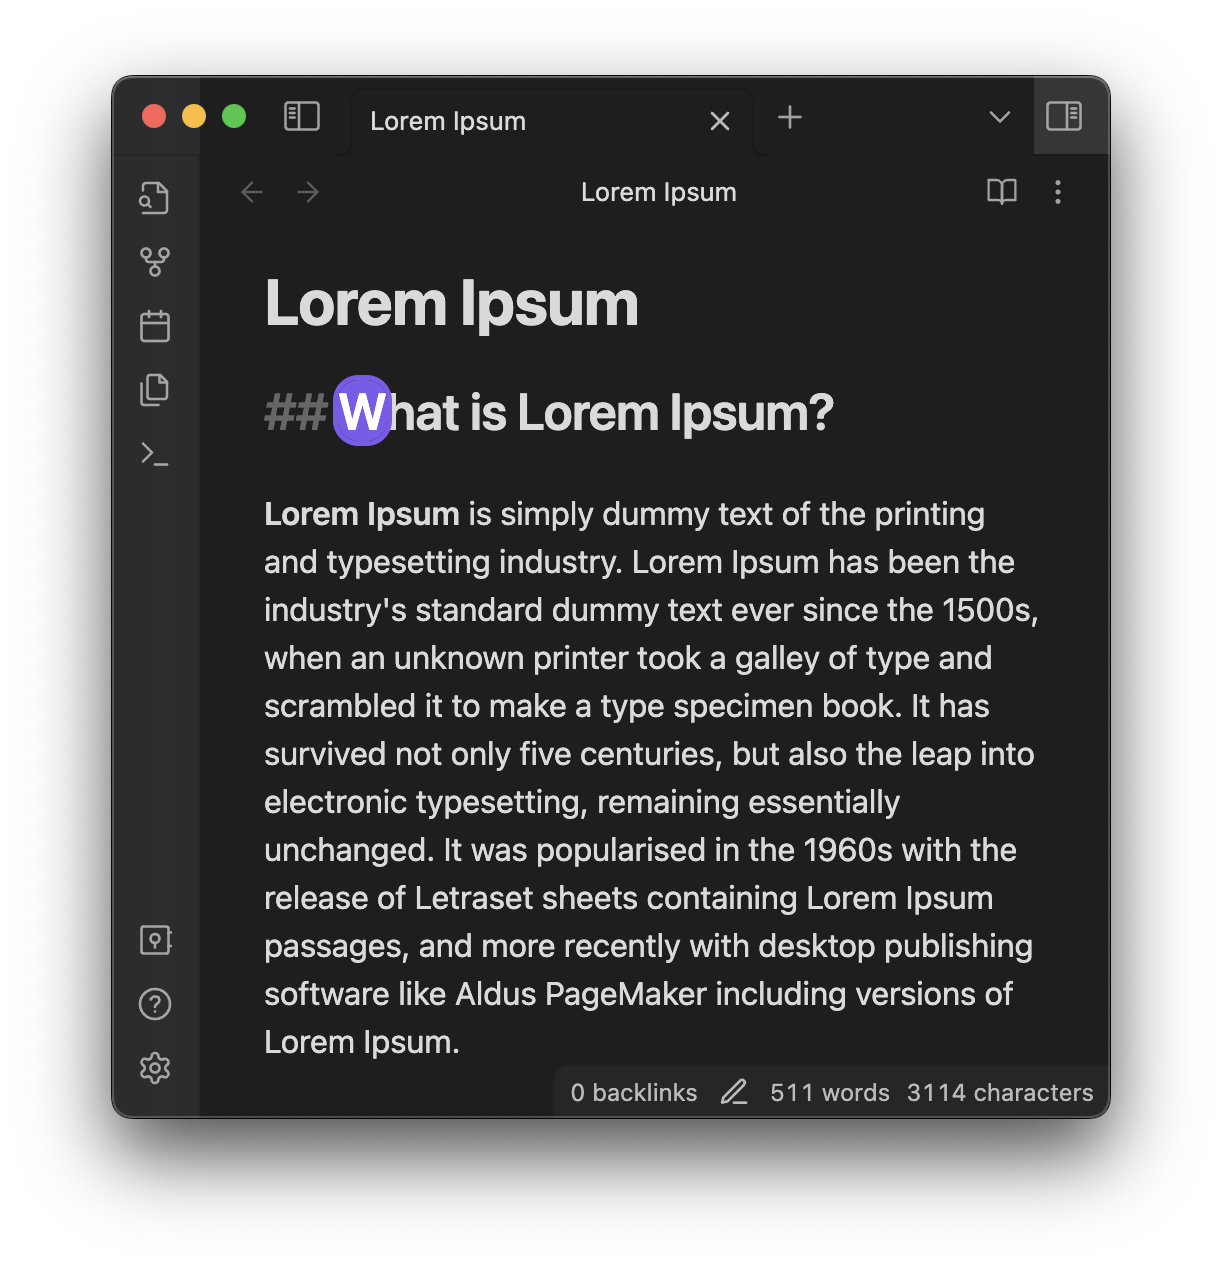 Lorem Ipsum
Lorem Ipsum
Lorem Ipsum
## What is Lorem Ipsum?
Lorem Ipsum is simply dummy text of the printing
and typesetting industry. Lorem Ipsum has been the
industry's standard dummy text ever since the 1500s,
when an unknown printer took a galley of type and
scrambled it to make a type specimen book. It has
survived not only five centuries, but also the leap into
electronic typesetting, remaining essentially
unchanged. It was popularised in the 1960s with the
release of Letraset sheets containing Lorem Ipsum
passages, and more recently with desktop publishing
software like Aldus PageMaker including versions of
Lorem Ipsum.
0 backlinks 511 words 3114 characters